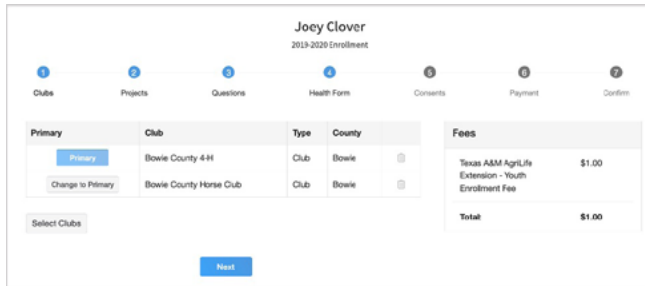 Joey Clover
2019-2020 Enrollment
1 2 3 4 5 6 7
Clubs Projects Questions Health Form Consents Payment Confirm
Primary Club Type County
Primary Bowie County 4-H Club Bowie
Change to Primary Bowie County Horse Club Club Bowie
Select Clubs
Next
Fees
Texas A&M AgriLife $1.00
Extension - Youth
Enrollment Fee
Total: $1.00